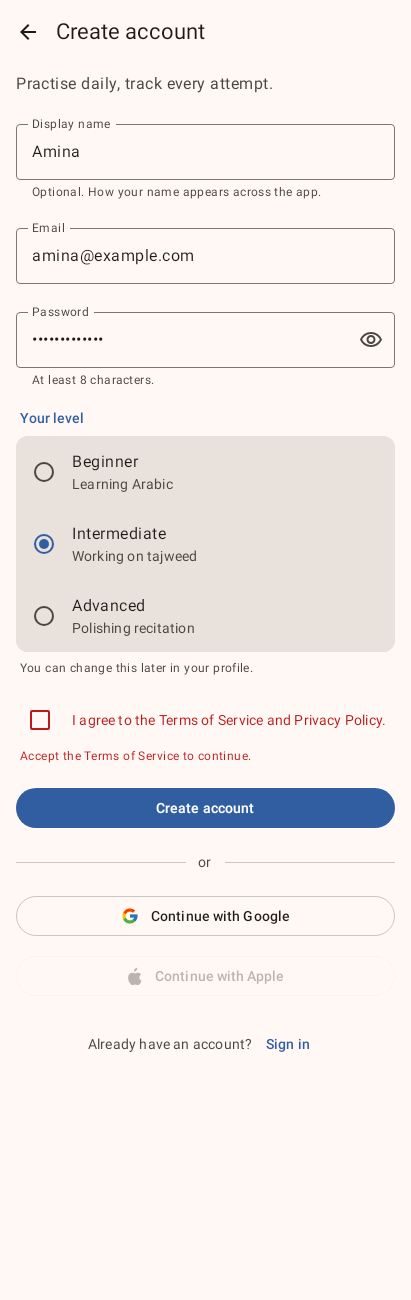 Create account
Practise daily, track every attempt.
Display name
Amina
Optional. How your name appears across the app.
Email
amina@example.com
Password
•••••••••••••
At least 8 characters.
Your level
Beginner
Learning Arabic
Intermediate
Working on tajweed
Advanced
Polishing recitation
You can change this later in your profile.
I agree to the Terms of Service and Privacy Policy.
Accept the Terms of Service to continue.
Create account
or
Continue with Google
Continue with Apple
Already have an account? Sign in